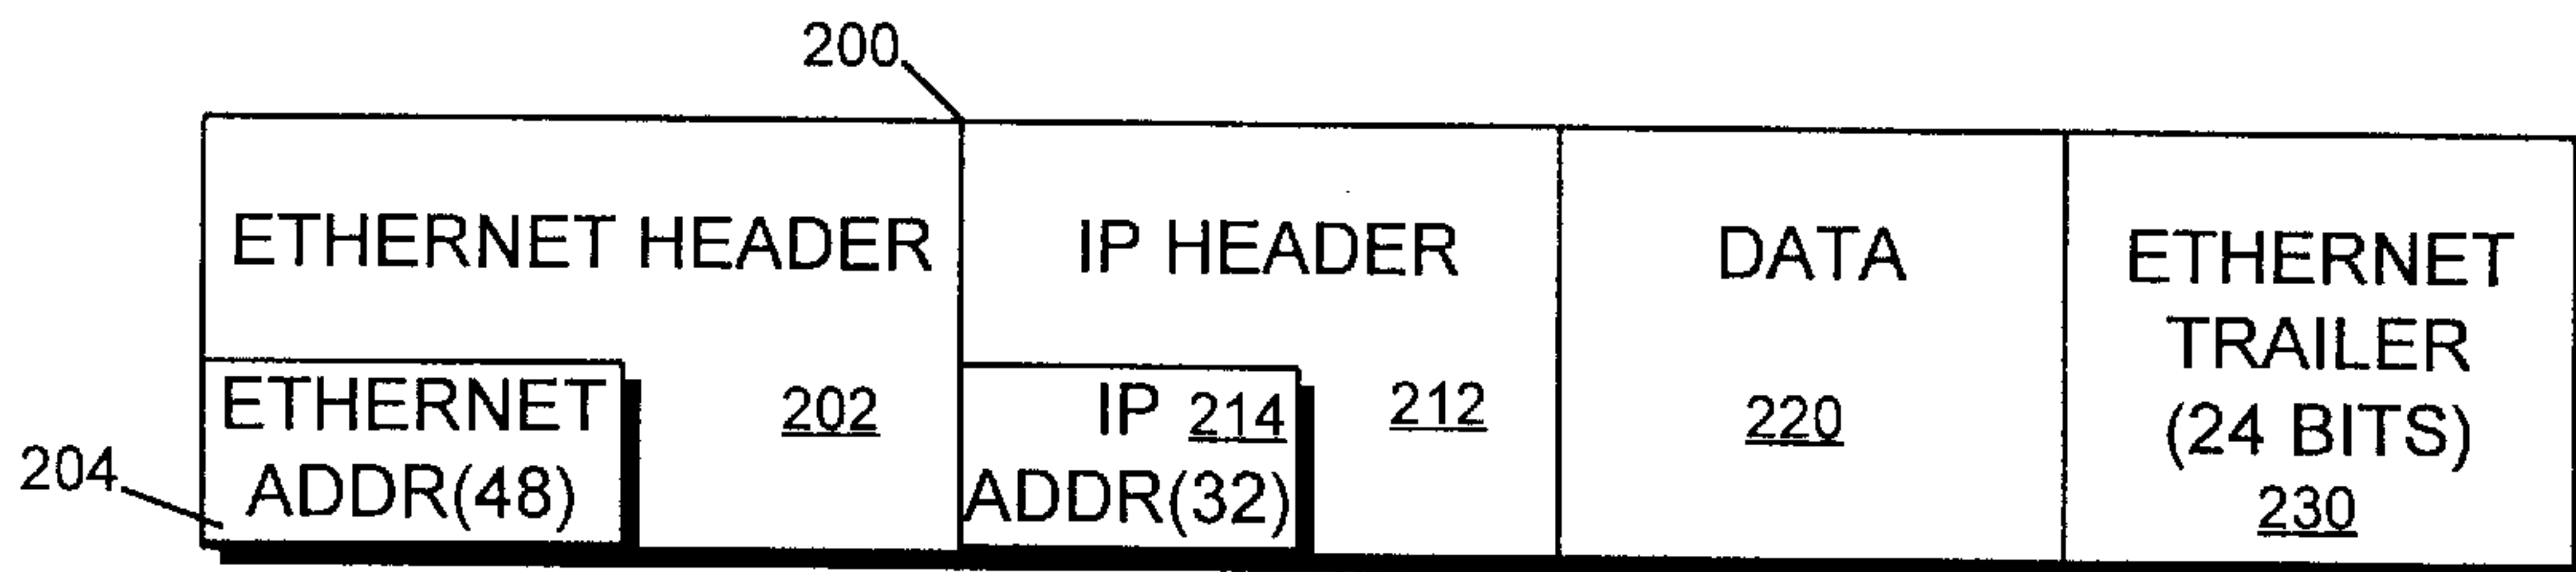 200
ETHERNET HEADER
202
ETHERNET
ADDR(48)
204
IP HEADER
212
IP 214
ADDR(32)
DATA
220
ETHERNET
TRAILER
(24 BITS)
230